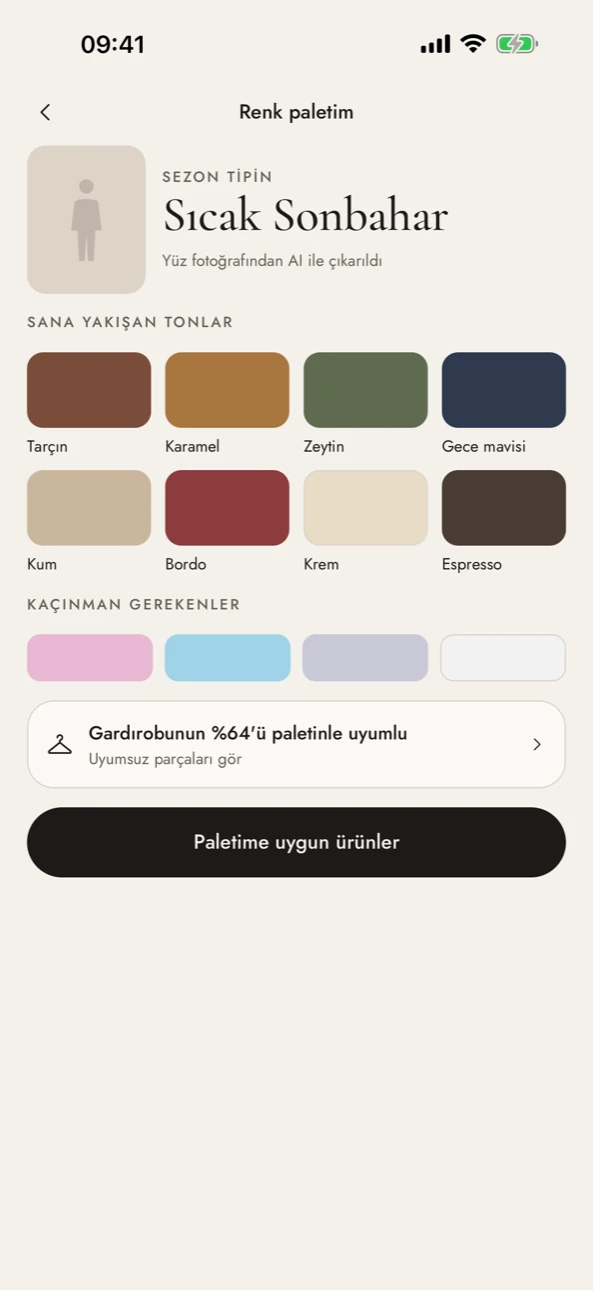 09:41
Renk paletim
SEZON TİPİN
Sıcak Sonbahar
Yüz fotoğrafından AI ile çıkarıldı
SANA YAKIŞAN TONLAR
Tarçın Karamel Zeytin Gece mavisi
Kum Bordo Krem Espresso
KAÇINMAN GEREKENLER
Gardırobunun %64'ü paletinle uyumlu
Uyumsuz parçaları gör
Paletime uygun ürünler